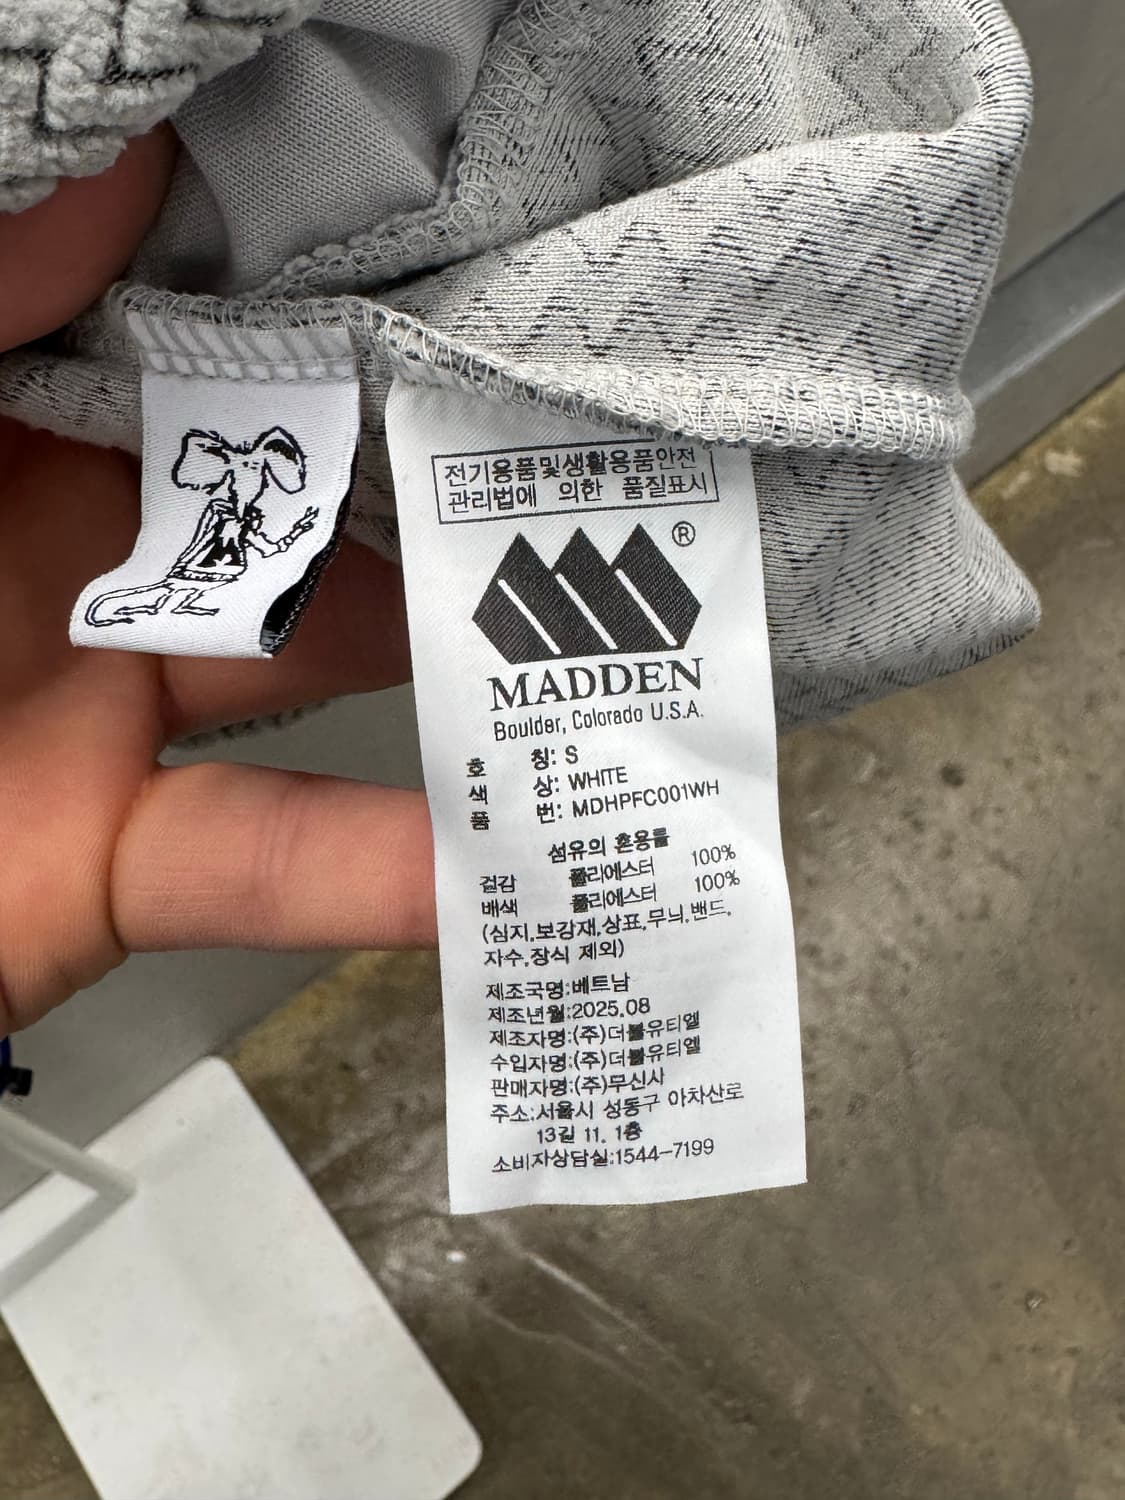 전기용품및생활용품안전
관리법에 의한 품질표시
®
MADDEN
Boulder, Colorado U.S.A.
호 칭: S
색 상: WHITE
품 번: MDHPFC001WH
섬유의 혼용률
겉감 폴리에스터 100%
배색 폴리에스터 100%
(심지,보강재,상표,무늬,밴드,
자수,장식 제외)
제조국명:베트남
제조년월:2025.08
제조자명:(주)더블유티엘
수입자명:(주)더블유티엘
판매자명:(주)무신사
주소:서울시 성동구 아차산로
13길 11, 1층
소비자상담실:1544-7199